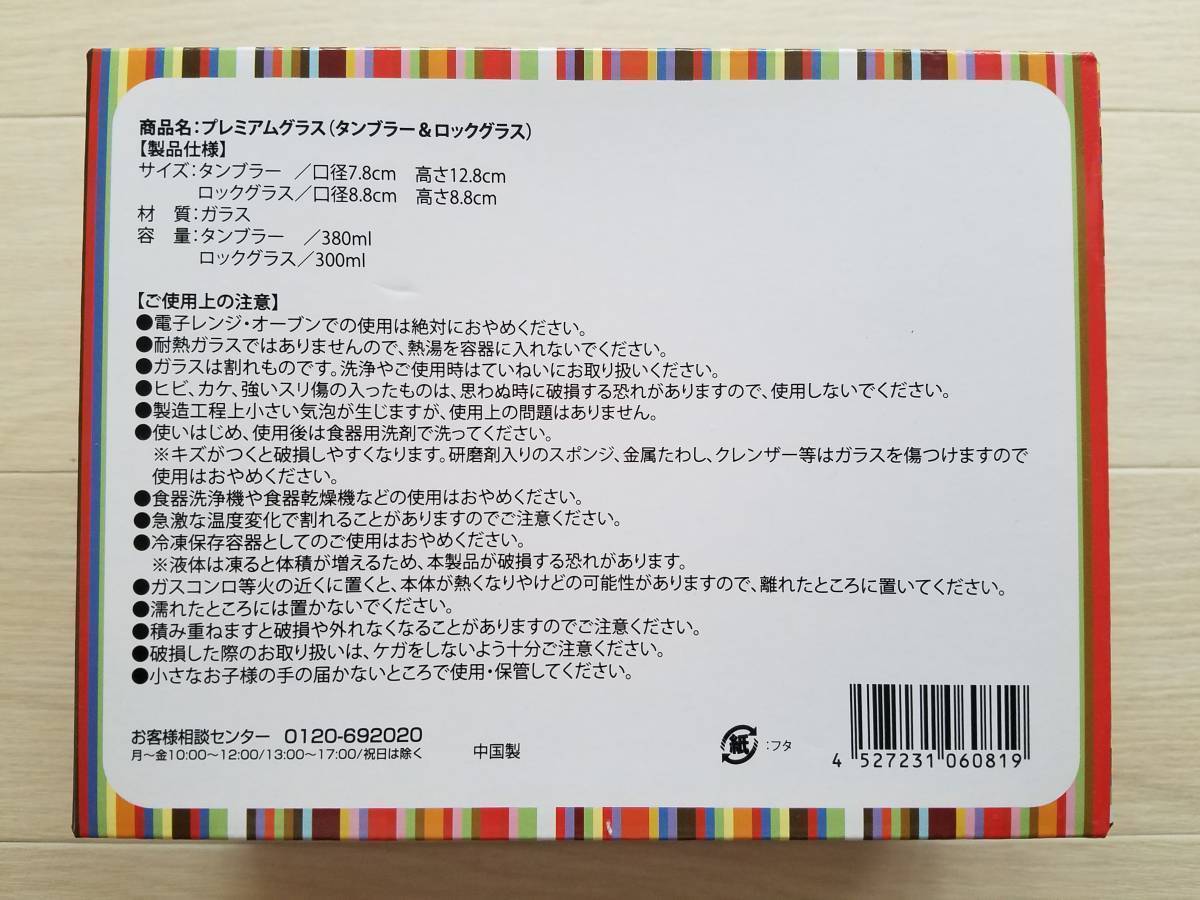 商品名：プレミアムグラス（タンブラー＆ロックグラス）
【製品仕様】
サイズ：タンブラー ／口径7.8cm 高さ12.8cm
ロックグラス／口径8.8cm 高さ8.8cm
材 質：ガラス
容 量：タンブラー ／380ml
ロックグラス／300ml
【ご使用上の注意】
●電子レンジ・オーブンでの使用は絶対におやめください。
●耐熱ガラスではありませんので、熱湯を容器に入れないでください。
●ガラスは割れものです。洗浄やご使用時はていねいにお取り扱いください。
●ヒビ、カケ、強いスリ傷の入ったものは、思わぬ時に破損する恐れがありますので、使用しないでください。
●製造工程上小さい気泡が生じますが、使用上の問題はありません。
●使いはじめ、使用後は食器用洗剤で洗ってください。
※キズがつくと破損しやすくなります。研磨剤入りのスポンジ、金属たわし、クレンザー等はガラスを傷つけますので
使用はおやめください。
●食器洗浄機や食器乾燥機などの使用はおやめください。
●急激な温度変化で割れることがありますのでご注意ください。
●冷凍保存容器としてのご使用はおやめください。
※液体は凍ると体積が増えるため、本製品が破損する恐れがあります。
●ガスコンロ等火の近くに置くと、本体が熱くなりやけどの可能性がありますので、離れたところに置いてください。
●濡れたところには置かないでください。
●積み重ねますと破損や外れなくなることがありますのでご注意ください。
●破損した際のお取り扱いは、ケガをしないよう十分ご注意ください。
●小さなお子様の手の届かないところで使用・保管してください。
お客様相談センター 0120-692020
月～金10:00～12:00/13:00～17:00/祝日は除く
中国製
紙：フタ
4 527231 060819